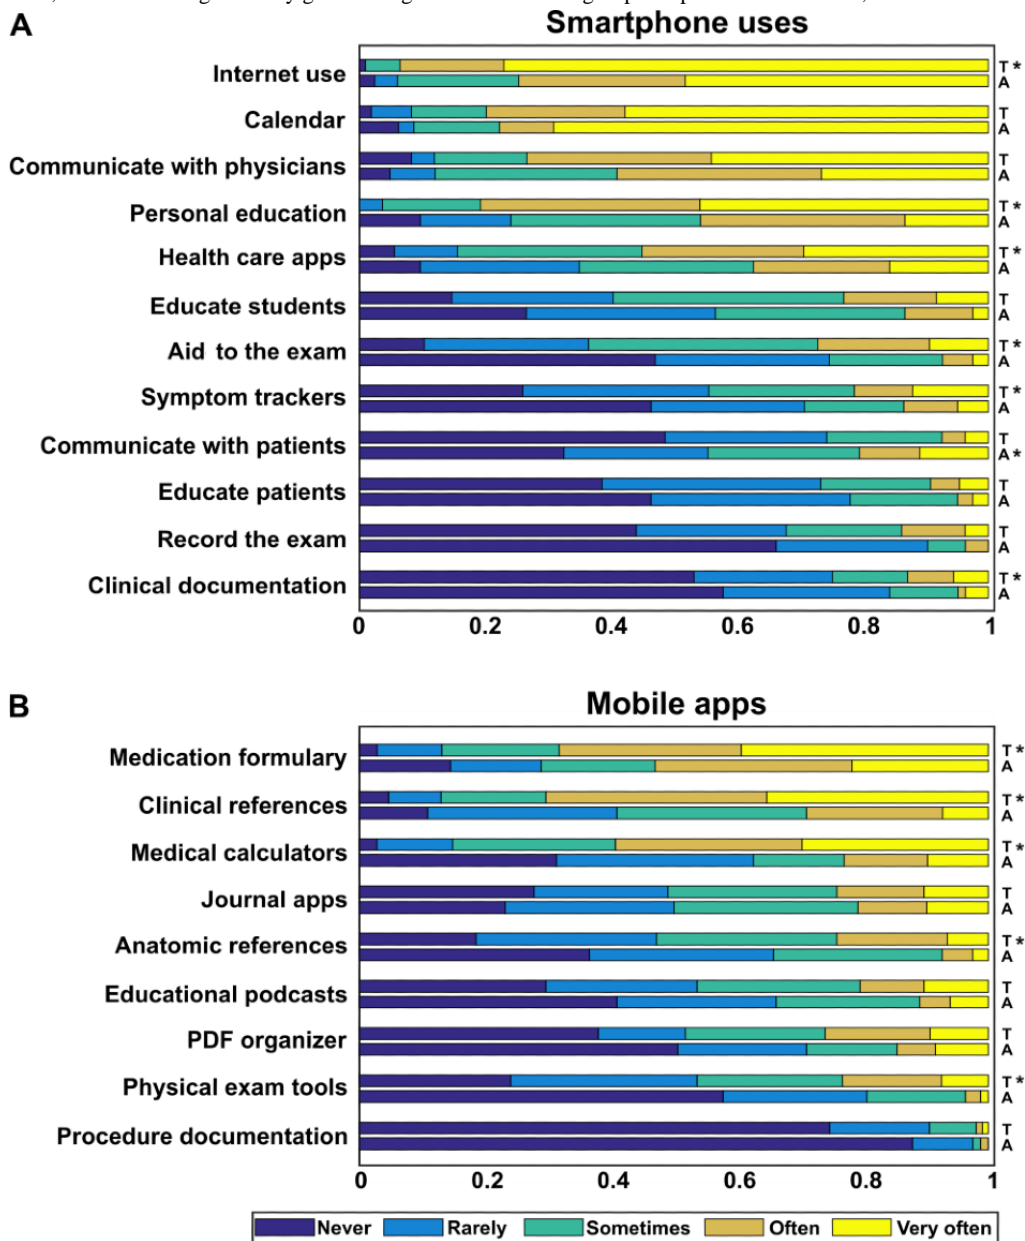 A
Smartphone uses
Internet use
T *
A
Calendar
T
A
Communicate with physicians
T
A
Personal education
T *
A
Health care apps
T *
A
Educate students
T
A
Aid to the exam
T *
A
Symptom trackers
T *
A
Communicate with patients
T
A *
Educate patients
T
A
Record the exam
T
A
Clinical documentation
T *
A
0 0.2 0.4 0.6 0.8 1
B
Mobile apps
Medication formulary
T *
A
Clinical references
T *
A
Medical calculators
T *
A
Journal apps
T
A
Anatomic references
T *
A
Educational podcasts
T
A
PDF organizer
T
A
Physical exam tools
T *
A
Procedure documentation
T
A
0 0.2 0.4 0.6 0.8 1
Never Rarely Sometimes Often Very often